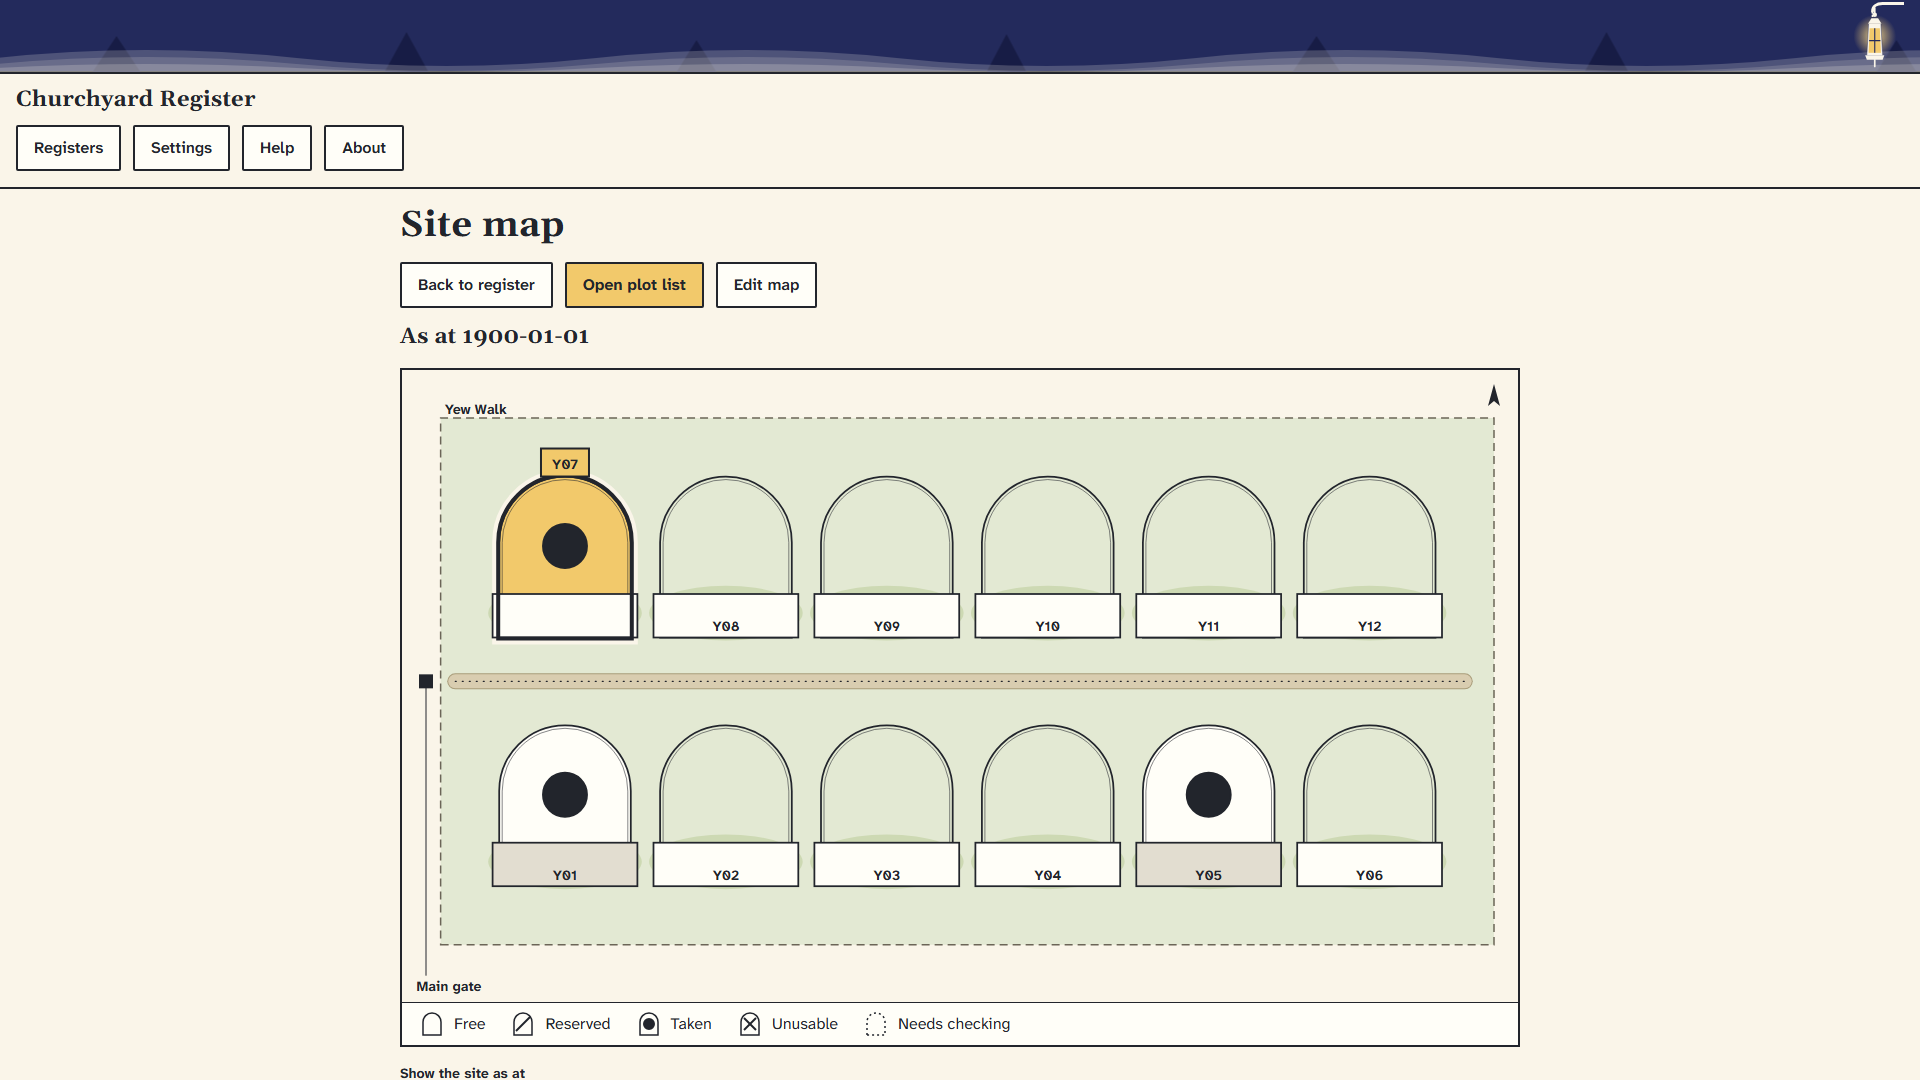 Churchyard Register
Registers Settings Help About
Site map
Back to register Open plot list Edit map
As at 1900-01-01
Yew Walk
Y07
Y08 Y09 Y10 Y11 Y12
Y01 Y02 Y03 Y04 Y05 Y06
Main gate
Free Reserved Taken Unusable Needs checking
Show the site as at